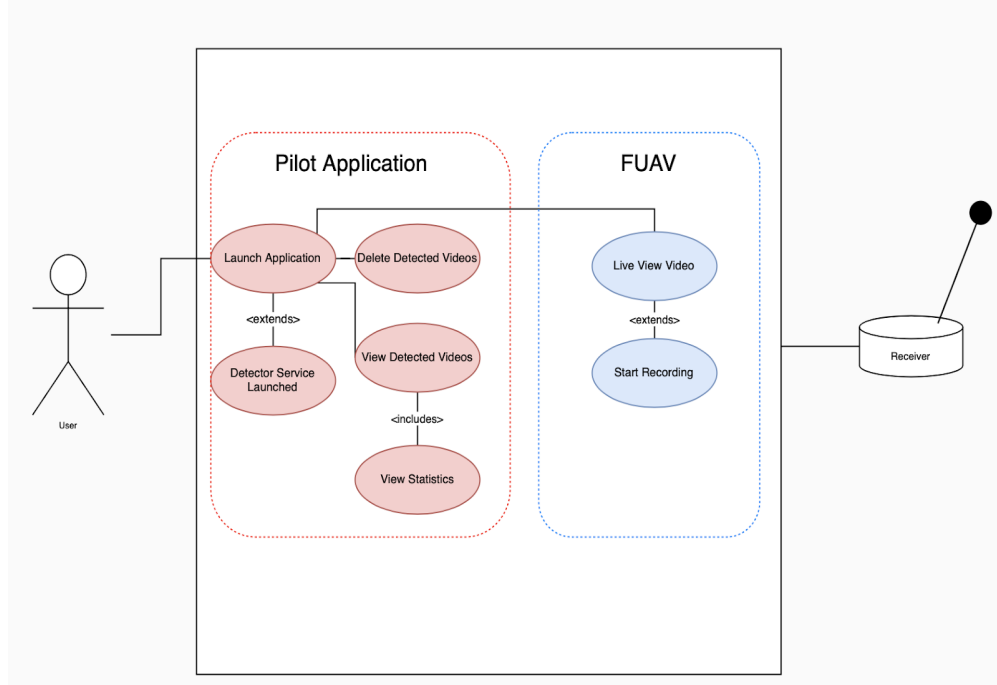 Pilot Application
FUAV
Launch Application
Delete Detected Videos
Live View Video
<extends>
<extends>
View Detected Videos
Detector Service
Launched
Start Recording
Receiver
<includes>
User
View Statistics